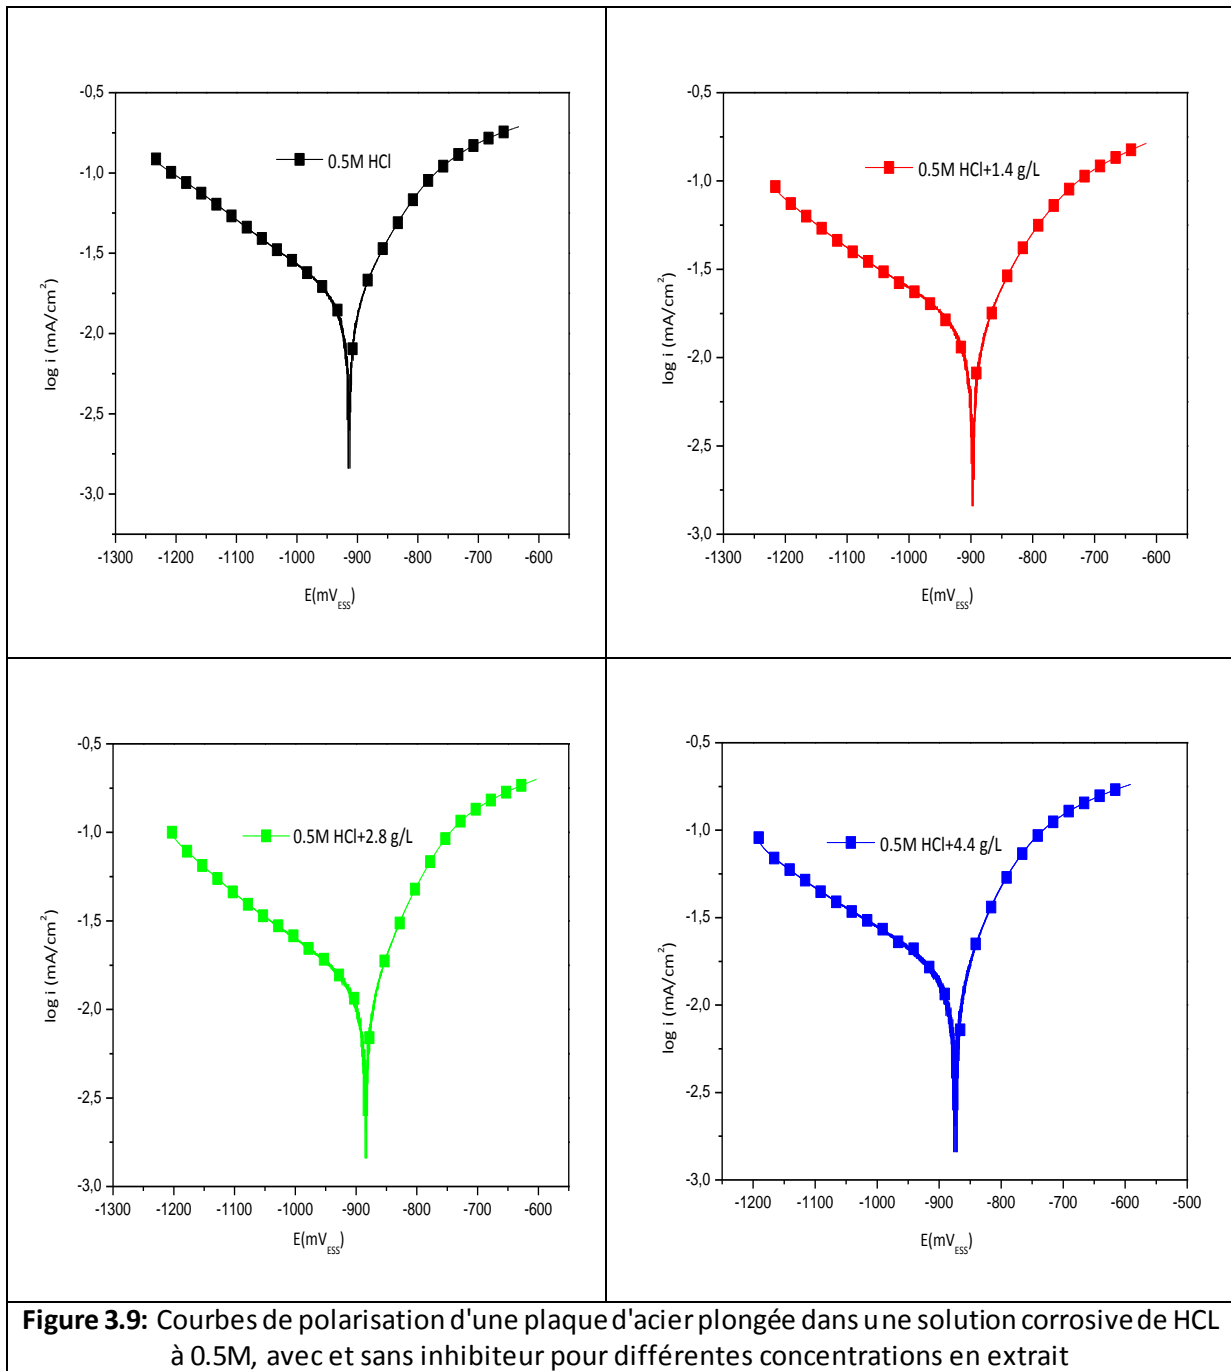 -0,5
-1,0
-1,5
-2,0
-2,5
-3,0
log i (mA/cm²)
0.5M HCl
-1300 -1200 -1100 -1000 -900 -800 -700 -600
E(mV_ESS)
-0,5
-1,0
-1,5
-2,0
-2,5
-3,0
log i (mA/cm²)
0.5M HCl+1.4 g/L
-1300 -1200 -1100 -1000 -900 -800 -700 -600
E(mV_ESS)
-0,5
-1,0
-1,5
-2,0
-2,5
-3,0
log i (mA/cm²)
0.5M HCl+2.8 g/L
-1300 -1200 -1100 -1000 -900 -800 -700 -600
E(mV_ESS)
-0,5
-1,0
-1,5
-2,0
-2,5
-3,0
log i (mA/cm²)
0.5M HCl+4.4 g/L
-1200 -1100 -1000 -900 -800 -700 -600 -500
E(mV_ESS)
Figure 3.9: Courbes de polarisation d'une plaque d'acier plongée dans une solution corrosive de HCL
à 0.5M, avec et sans inhibiteur pour différentes concentrations en extrait